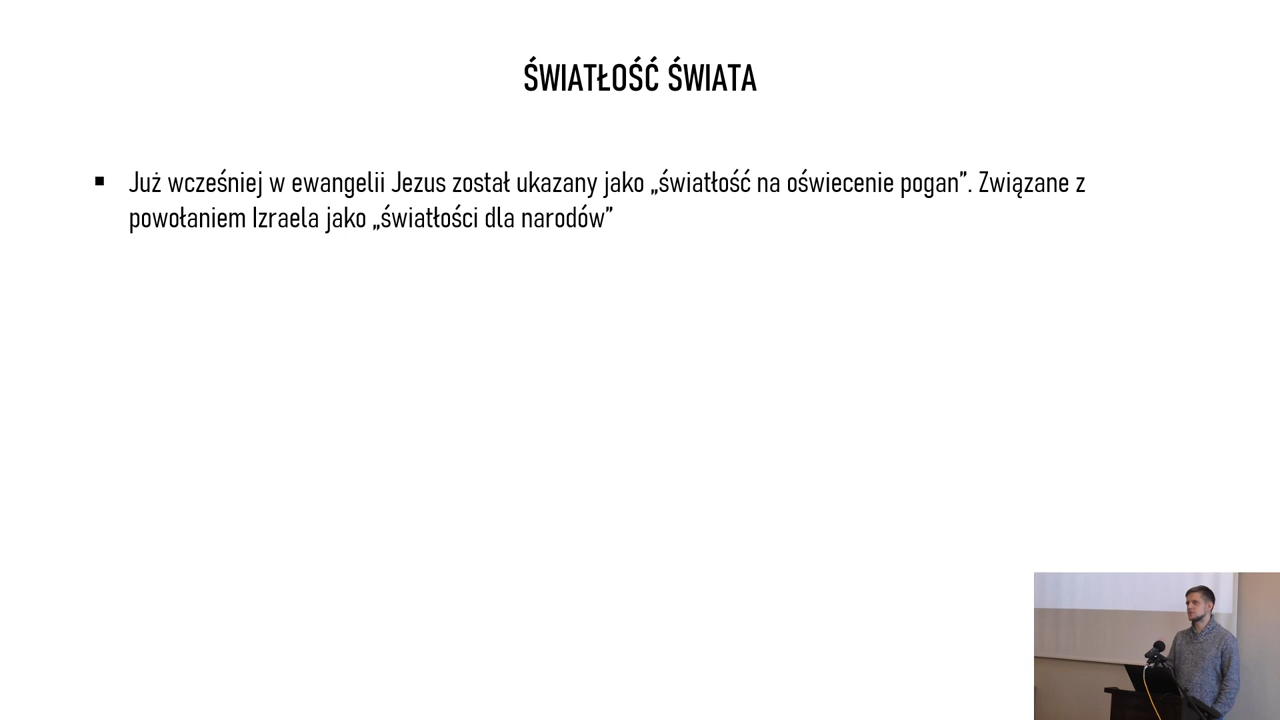 ŚWIATŁOŚĆ ŚWIATA
▪ Już wcześniej w ewangelii Jezus został ukazany jako „światłość na oświecenie pogan”. Związane z
powołaniem Izraela jako „światłości dla narodów”